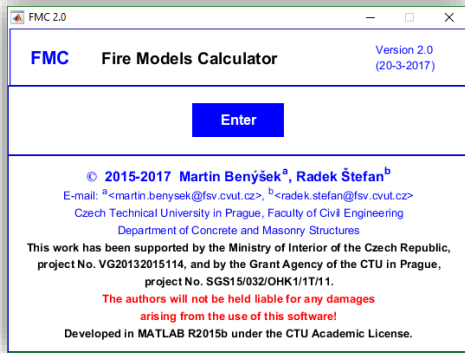 FMC 2.0
FMC Fire Models Calculator Version 2.0
(20-3-2017)
Enter
© 2015-2017 Martin Benýšekᵃ, Radek Štefanᵇ
E-mail: ᵃ<martin.benysek@fsv.cvut.cz>, ᵇ<radek.stefan@fsv.cvut.cz>
Czech Technical University in Prague, Faculty of Civil Engineering
Department of Concrete and Masonry Structures
This work has been supported by the Ministry of Interior of the Czech Republic,
project No. VG20132015114, and by the Grant Agency of the CTU in Prague,
project No. SGS15/032/OHK1/1T/11.
The authors will not be held liable for any damages
arising from the use of this software!
Developed in MATLAB R2015b under the CTU Academic License.